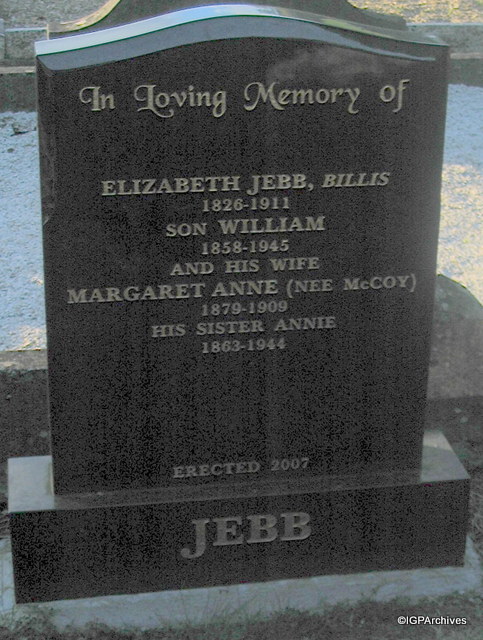 In Loving Memory of
ELIZABETH JEBB, BILLIS
1826-1911
SON WILLIAM
1858-1945
AND HIS WIFE
MARGARET ANNE (NEE McCOY)
1879-1909
HIS SISTER ANNIE
1863-1944
ERECTED 2007
JEBB
©IGPArchives